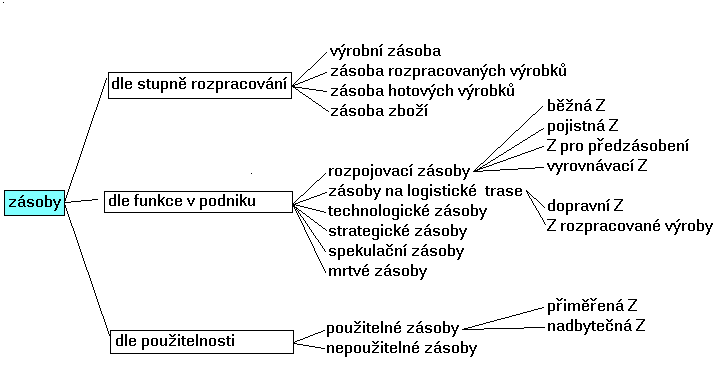 zásoby
dle stupně rozpracování
výrobní zásoba
zásoba rozpracovaných výrobků
zásoba hotových výrobků
zásoba zboží
dle funkce v podniku
rozpojovací zásoby
běžná Z
pojistná Z
Z pro předzásobení
vyrovnávací Z
zásoby na logistické trase
dopravní Z
Z rozpracované výroby
technologické zásoby
strategické zásoby
spekulační zásoby
mrtvé zásoby
dle použitelnosti
použitelné zásoby
přiměřená Z
nadbytečná Z
nepoužitelné zásoby